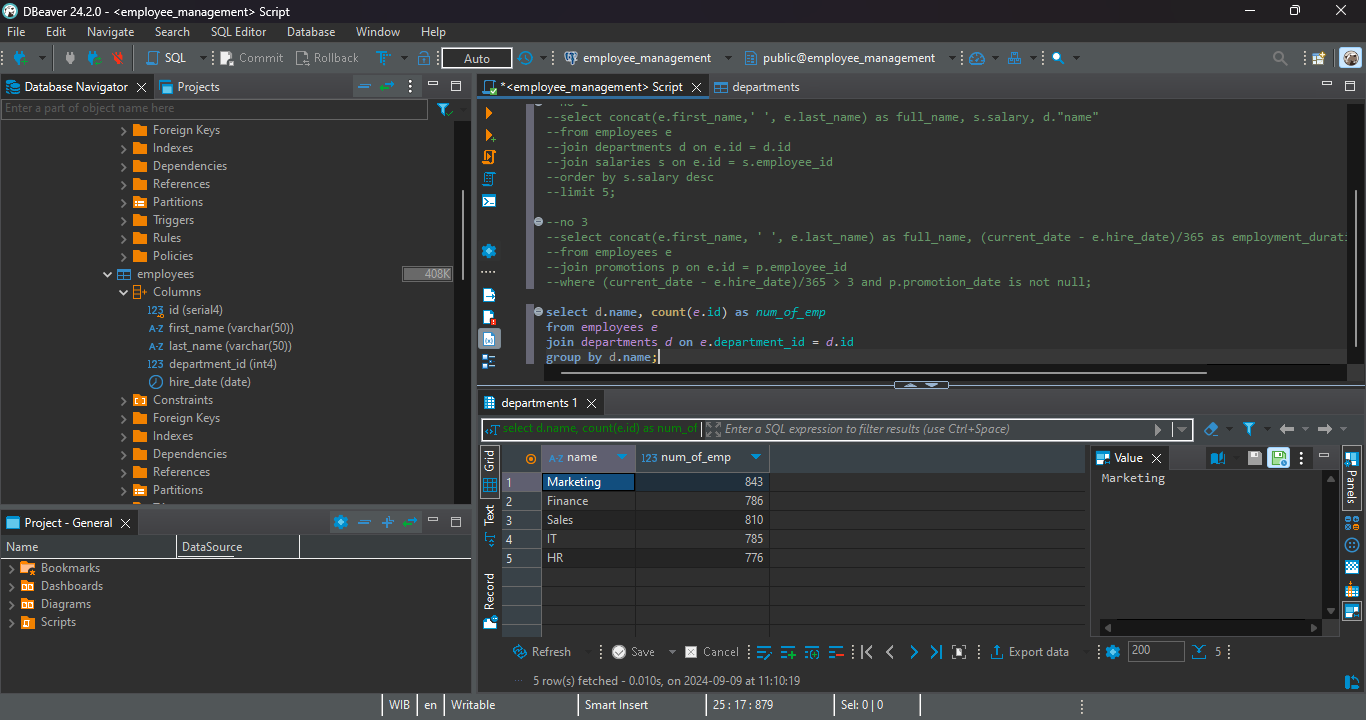 DBeaver 24.2.0 - <employee_management> Script
File Edit Navigate Search SQL Editor Database Window Help
SQL Commit Rollback Auto employee_management public@employee_management
Database Navigator Projects
Enter a part of object name here
Foreign Keys
Indexes
Dependencies
References
Partitions
Triggers
Rules
Policies
employees 408K
Columns
123 id (serial4)
A-Z first_name (varchar(50))
A-Z last_name (varchar(50))
123 department_id (int4)
hire_date (date)
Constraints
Foreign Keys
Indexes
Dependencies
References
Partitions
Project - General
Name DataSource
Bookmarks
Dashboards
Diagrams
Scripts
*<employee_management> Script departments
--no 2
--select concat(e.first_name,' ', e.last_name) as full_name, s.salary, d."name"
--from employees e
--join departments d on e.id = d.id
--join salaries s on e.id = s.employee_id
--order by s.salary desc
--limit 5;
--no 3
--select concat(e.first_name, ' ', e.last_name) as full_name, (current_date - e.hire_date)/365 as employment_durat
--from employees e
--join promotions p on e.id = p.employee_id
--where (current_date - e.hire_date)/365 > 3 and p.promotion_date is not null;
select d.name, count(e.id) as num_of_emp
from employees e
join departments d on e.department_id = d.id
group by d.name;
departments 1
select d.name, count(e.id) as num_of Enter a SQL expression to filter results (use Ctrl+Space)
Grid
Text
Record
A-Z name 123 num_of_emp
1 Marketing 843
2 Finance 786
3 Sales 810
4 IT 785
5 HR 776
Value
Marketing
Panels
Refresh Save Cancel Export data 200 5
5 row(s) fetched - 0.010s, on 2024-09-09 at 11:10:19
WIB en Writable Smart Insert 25 : 17 : 879 Sel: 0 | 0